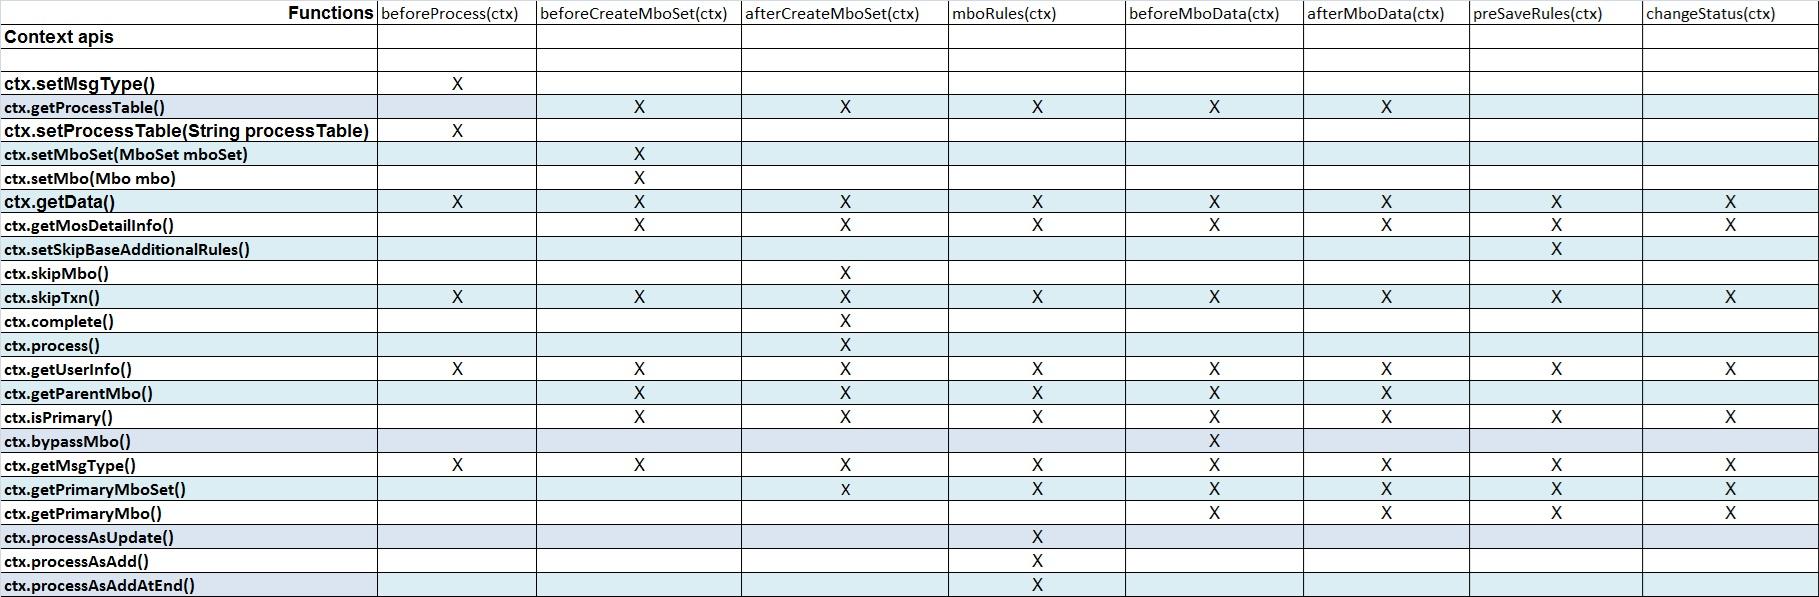 Functions beforeProcess(ctx) beforeCreateMboSet(ctx) afterCreateMboSet(ctx) mboRules(ctx) beforeMboData(ctx) afterMboData(ctx) preSaveRules(ctx) changeStatus(ctx)
Context apis
ctx.setMsgType() X
ctx.getProcessTable() X X X X X
ctx.setProcessTable(String processTable) X
ctx.setMboSet(MboSet mboSet) X
ctx.setMbo(Mbo mbo) X
ctx.getData() X X X X X X X X
ctx.getMosDetailInfo() X X X X X X X
ctx.setSkipBaseAdditionalRules() X
ctx.skipMbo() X
ctx.skipTxn() X X X X X X X X
ctx.complete() X
ctx.process() X
ctx.getUserInfo() X X X X X X X X
ctx.getParentMbo() X X X X X
ctx.isPrimary() X X X X X X X
ctx.bypassMbo() X
ctx.getMsgType() X X X X X X X X
ctx.getPrimaryMboSet() x X X X X X
ctx.getPrimaryMbo() X X X X
ctx.processAsUpdate() X
ctx.processAsAdd() X
ctx.processAsAddAtEnd() X